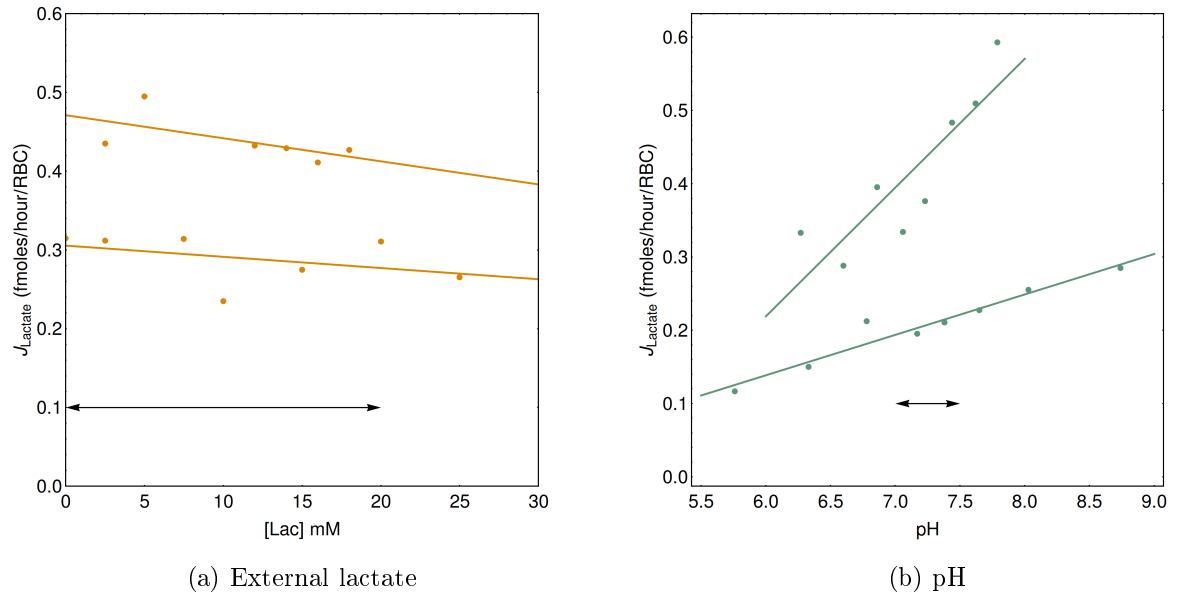 0.6
0.5
0.4
0.3
0.2
0.1
0.0
J_Lactate (fmoles/hour/RBC)
0 5 10 15 20 25 30
[Lac] mM
(a) External lactate
0.6
0.5
0.4
0.3
0.2
0.1
0.0
J_Lactate (fmoles/hour/RBC)
5.5 6.0 6.5 7.0 7.5 8.0 8.5 9.0
pH
(b) pH